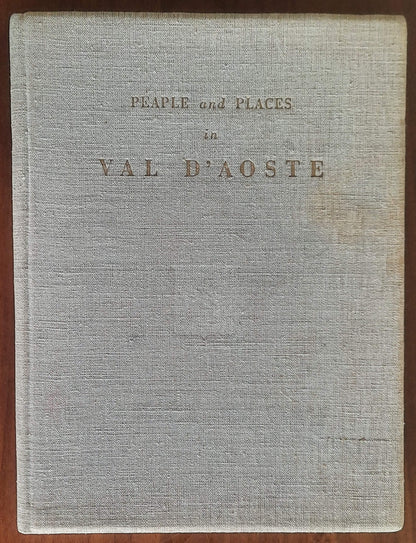 PEAPLE and PLACES
in
VAL D'AOSTE